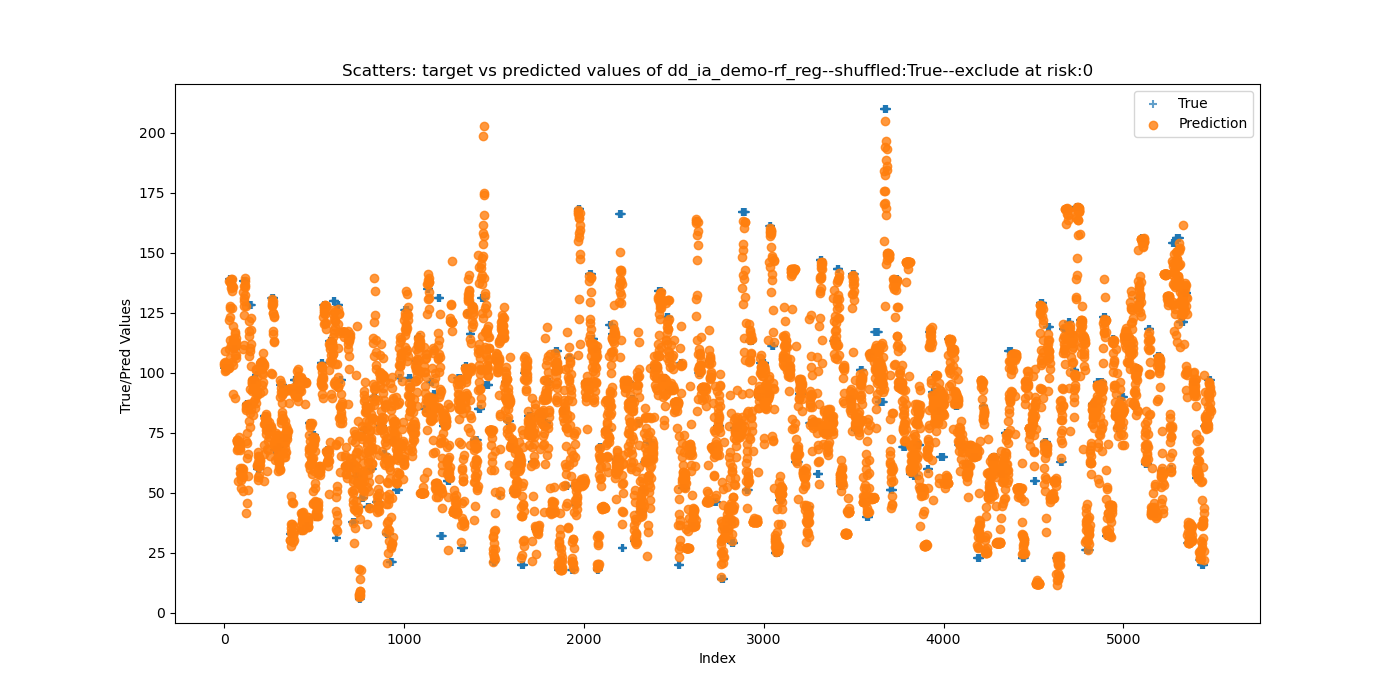 Scatters: target vs predicted values of dd_ia_demo-rf_reg--shuffled:True--exclude at risk:0
True
Prediction
200
175
150
125
100
75
50
25
0
True/Pred Values
0 1000 2000 3000 4000 5000
Index